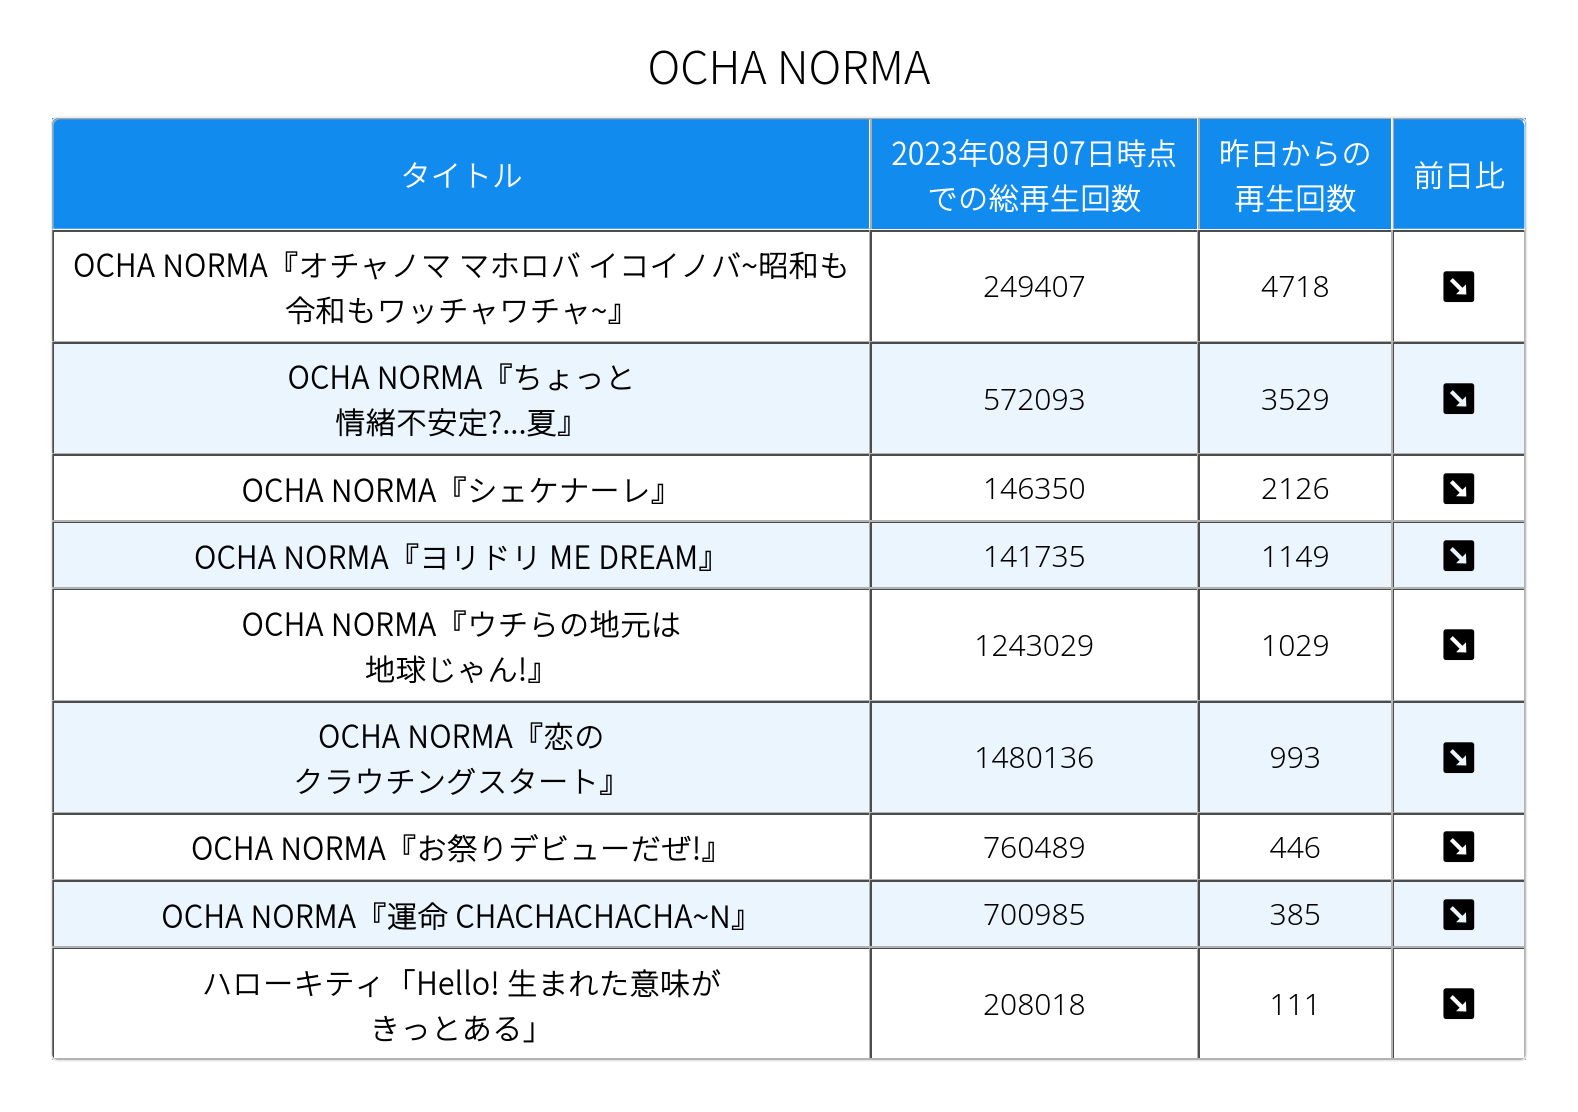 OCHA NORMA
タイトル
2023年08月07日時点
での総再生回数
昨日からの
再生回数
前日比
OCHA NORMA『オチャノマ マホロバ イコイノバ~昭和も
令和もワッチャワチャ~』
249407
4718
OCHA NORMA『ちょっと
情緒不安定?...夏』
572093
3529
OCHA NORMA『シェケナーレ』
146350
2126
OCHA NORMA『ヨリドリ ME DREAM』
141735
1149
OCHA NORMA『ウチらの地元は
地球じゃん!』
1243029
1029
OCHA NORMA『恋の
クラウチングスタート』
1480136
993
OCHA NORMA『お祭りデビューだぜ!』
760489
446
OCHA NORMA『運命 CHACHACHACHA~N』
700985
385
ハローキティ「Hello! 生まれた意味が
きっとある」
208018
111